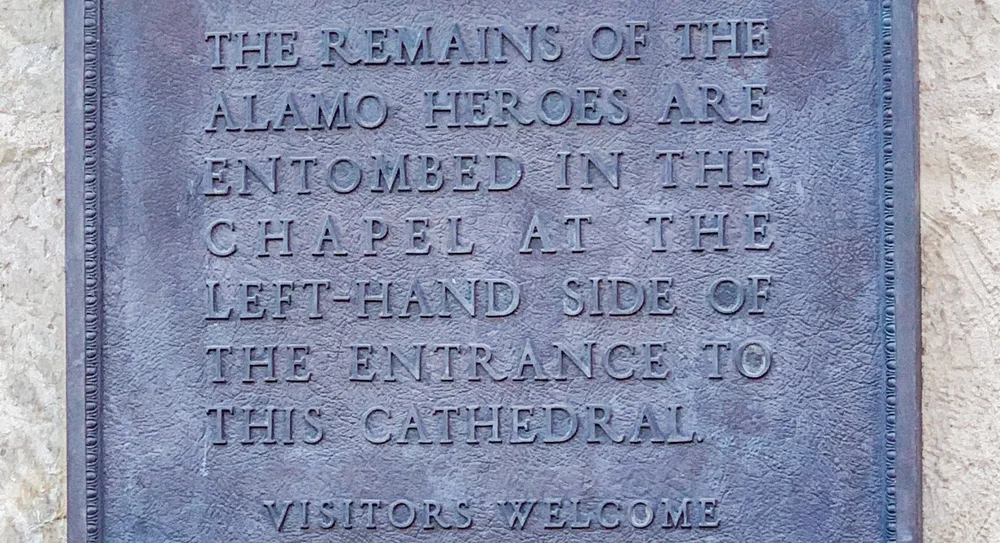 THE REMAINS OF THE
ALAMO HEROES ARE
ENTOMBED IN THE
CHAPEL AT THE
LEFT-HAND SIDE OF
THE ENTRANCE TO
THIS CATHEDRAL.
VISITORS WELCOME